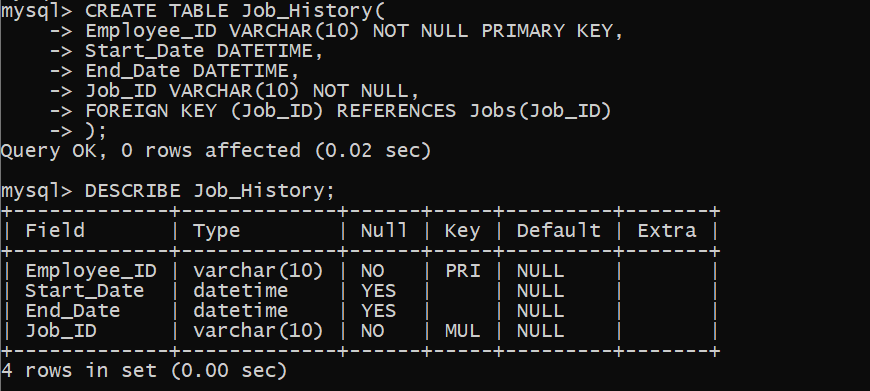 mysql> CREATE TABLE Job_History(
    -> Employee_ID VARCHAR(10) NOT NULL PRIMARY KEY,
    -> Start_Date DATETIME,
    -> End_Date DATETIME,
    -> Job_ID VARCHAR(10) NOT NULL,
    -> FOREIGN KEY (Job_ID) REFERENCES Jobs(Job_ID)
    -> );
Query OK, 0 rows affected (0.02 sec)

mysql> DESCRIBE Job_History;
+-------------+-------------+------+-----+---------+-------+
| Field       | Type        | Null | Key | Default | Extra |
+-------------+-------------+------+-----+---------+-------+
| Employee_ID | varchar(10) | NO   | PRI | NULL    |       |
| Start_Date  | datetime    | YES  |     | NULL    |       |
| End_Date    | datetime    | YES  |     | NULL    |       |
| Job_ID      | varchar(10) | NO   | MUL | NULL    |       |
+-------------+-------------+------+-----+---------+-------+
4 rows in set (0.00 sec)